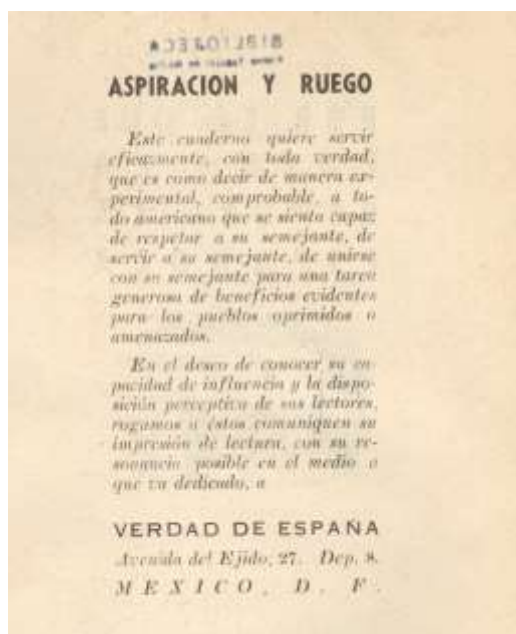 BIBLIOTECA
ASPIRACION Y RUEGO
Este cuaderno quiere servir
eficazmente, con toda verdad,
que es como decir de manera ex-
perimental, comprobable, a to-
do americano que se sienta capaz
de respetar a su semejante, de
servir a su semejante, de unirse
con su semejante para una tarea
generosa de beneficios evidentes
para los pueblos oprimidos o
amenazados.
En el deseo de conocer su ca-
pacidad de influencia y la dispo-
sición perceptiva de sus lectores,
rogamos a éstos comuniquen su
impresión de lectura, con su re-
sonancia posible en el medio a
que va dedicado, a
VERDAD DE ESPAÑA
Avenida del Ejido, 27. Dep. 8.
MEXICO, D. F.